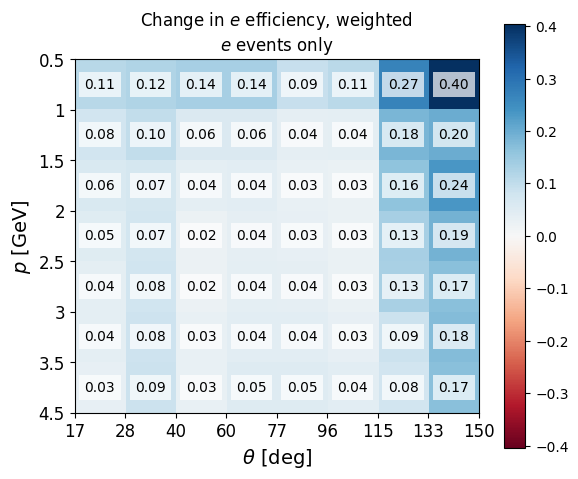 Change in e efficiency, weighted
e events only
0.5
1
1.5
2
2.5
3
3.5
4.5
p [GeV]
0.11 0.12 0.14 0.14 0.09 0.11 0.27 0.40
0.08 0.10 0.06 0.06 0.04 0.04 0.18 0.20
0.06 0.07 0.04 0.04 0.03 0.03 0.16 0.24
0.05 0.07 0.02 0.04 0.03 0.03 0.13 0.19
0.04 0.08 0.02 0.04 0.04 0.03 0.13 0.17
0.04 0.08 0.03 0.04 0.04 0.03 0.09 0.18
0.03 0.09 0.03 0.05 0.05 0.04 0.08 0.17
17 28 40 60 77 96 115 133 150
θ [deg]
0.4
0.3
0.2
0.1
0.0
−0.1
−0.2
−0.3
−0.4